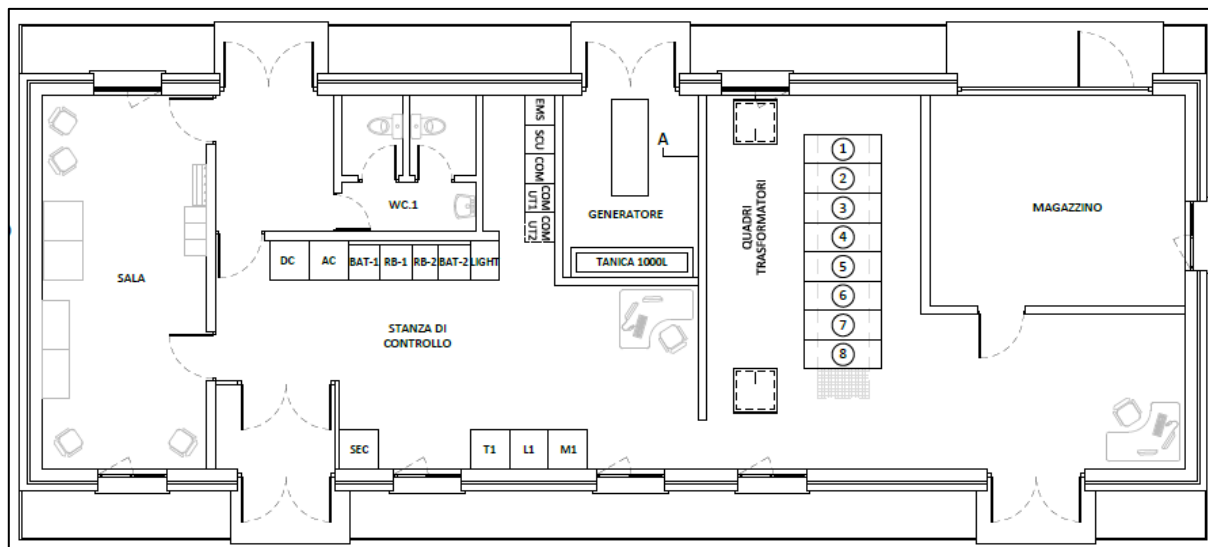 EMS
SCU
COM
COM
UT1
COM
UT2
A
GENERATORE
TANICA 1000L
QUADRI
TRASFORMATORI
1
2
3
4
5
6
7
8
MAGAZZINO
WC.1
SALA
DC
AC
BAT-1
RB-1
RB-2
BAT-2
LIGHT
STANZA DI
CONTROLLO
SEC
T1
L1
M1